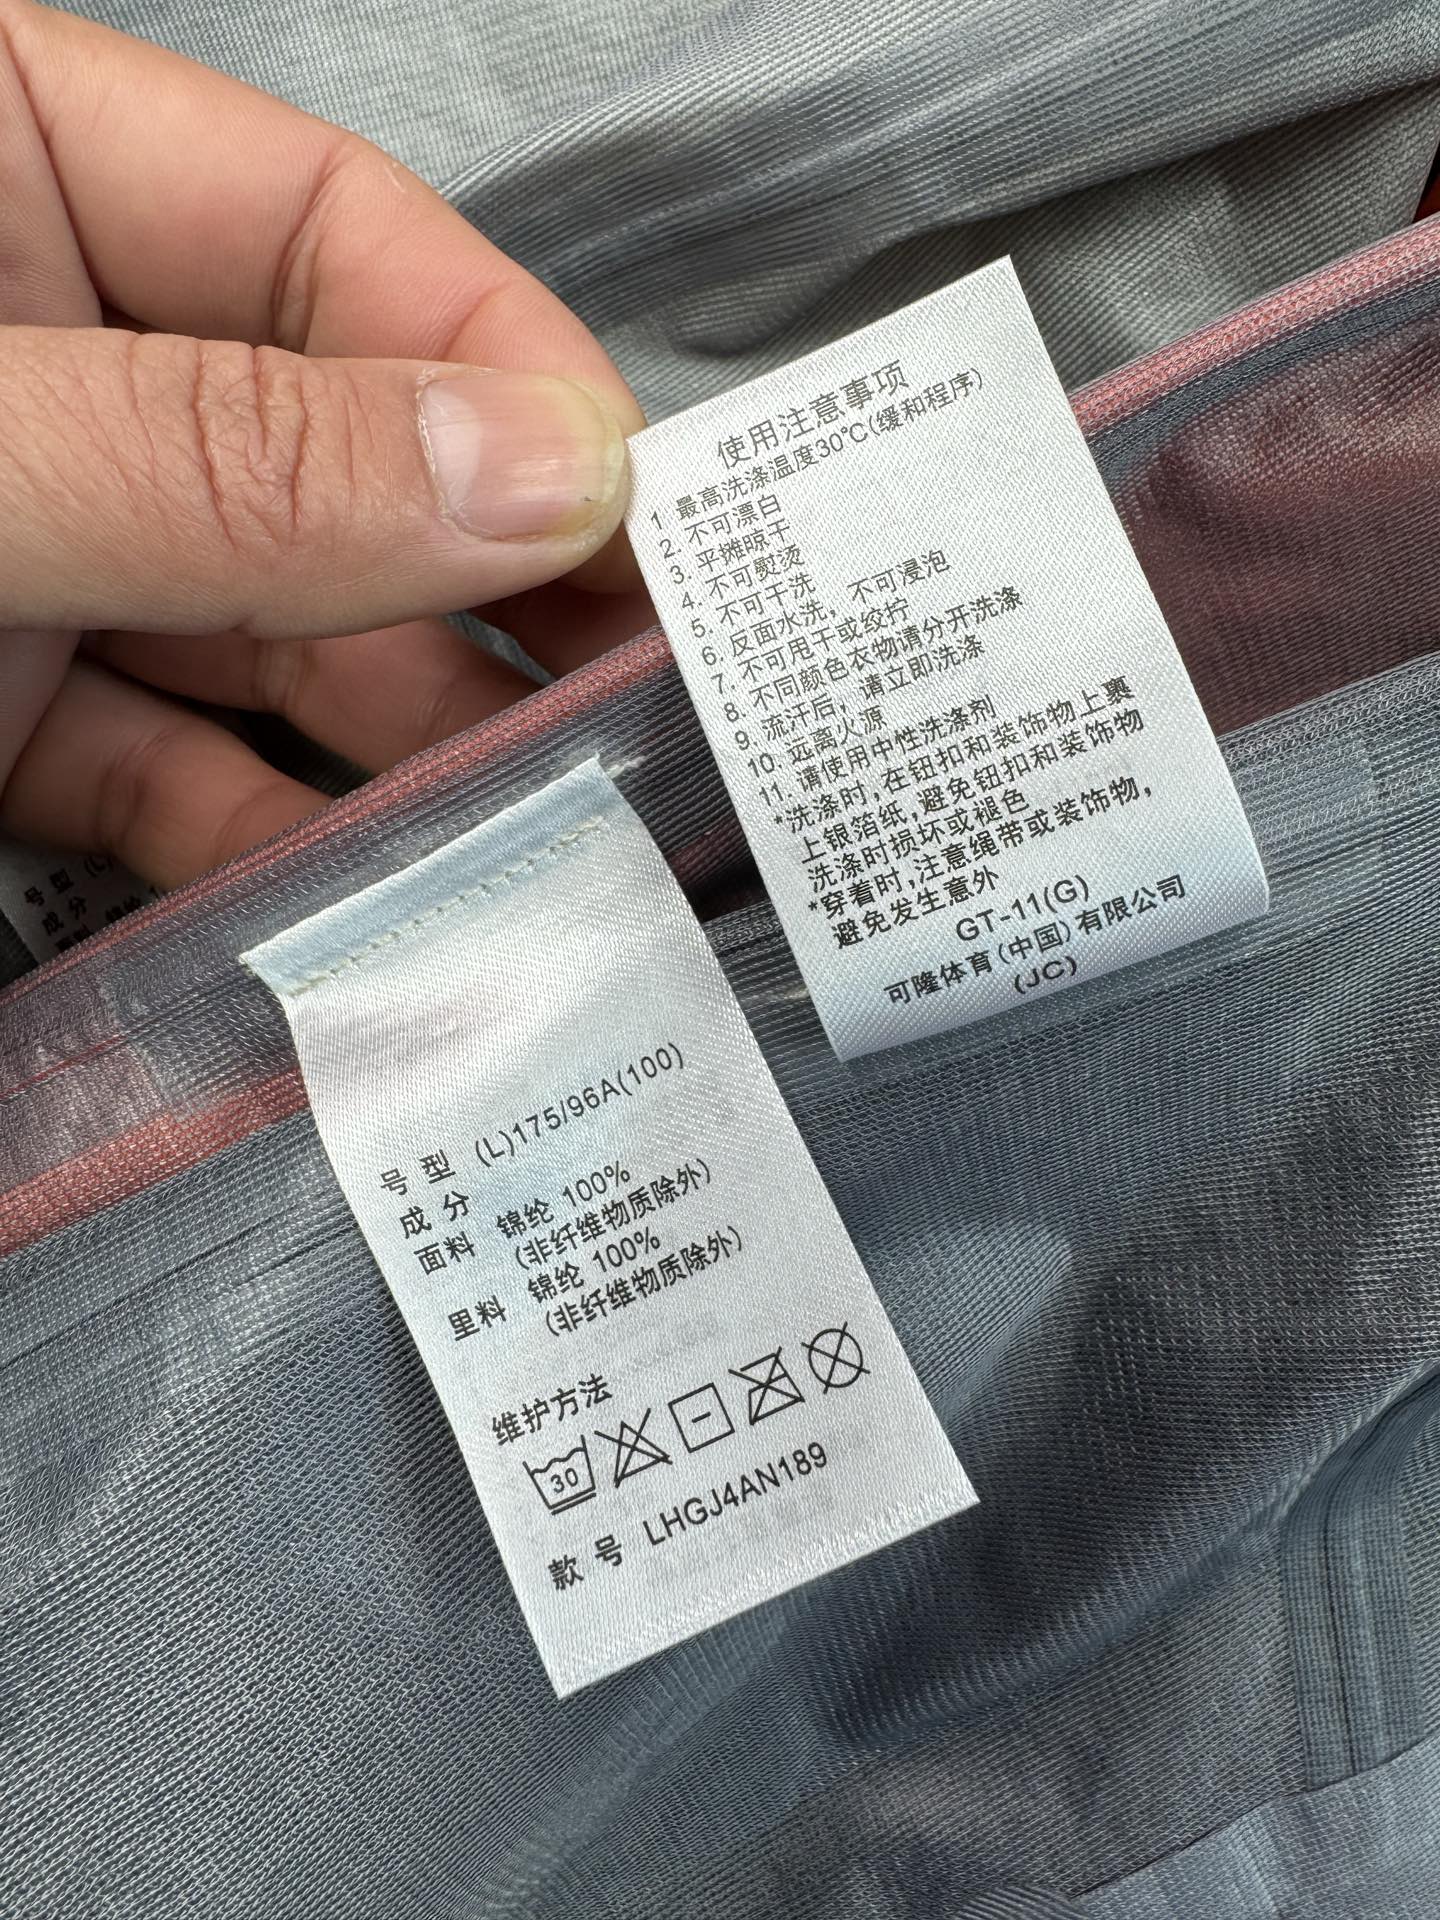 使用注意事项
1. 最高洗涤温度30℃(缓和程序)
2. 不可漂白
3. 平摊晾干
4. 不可熨烫
5. 不可干洗
6. 反面水洗，不可浸泡
7. 不可甩干或绞拧
8. 不同颜色衣物请分开洗涤
9. 流汗后，请立即洗涤
10. 远离火源
11. 请使用中性洗涤剂
*洗涤时,在钮扣和装饰物上裹
上银箔纸,避免钮扣和装饰物
洗涤时损坏或褪色
*穿着时,注意绳带或装饰物,
避免发生意外
GT-11(G)
可隆体育(中国)有限公司
(JC)
号型 (L)
成分
面料 锦纶 1
号型 (L)175/96A(100)
成分
面料 锦纶 100%
(非纤维物质除外)
里料 锦纶 100%
(非纤维物质除外)
维护方法
30
款号 LHGJ4AN189